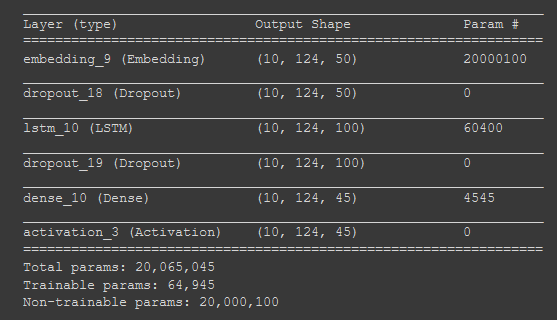 Layer (type) Output Shape Param #
embedding_9 (Embedding) (10, 124, 50) 20000100
dropout_18 (Dropout) (10, 124, 50) 0
lstm_10 (LSTM) (10, 124, 100) 60400
dropout_19 (Dropout) (10, 124, 100) 0
dense_10 (Dense) (10, 124, 45) 4545
activation_3 (Activation) (10, 124, 45) 0
Total params: 20,065,045
Trainable params: 64,945
Non-trainable params: 20,000,100